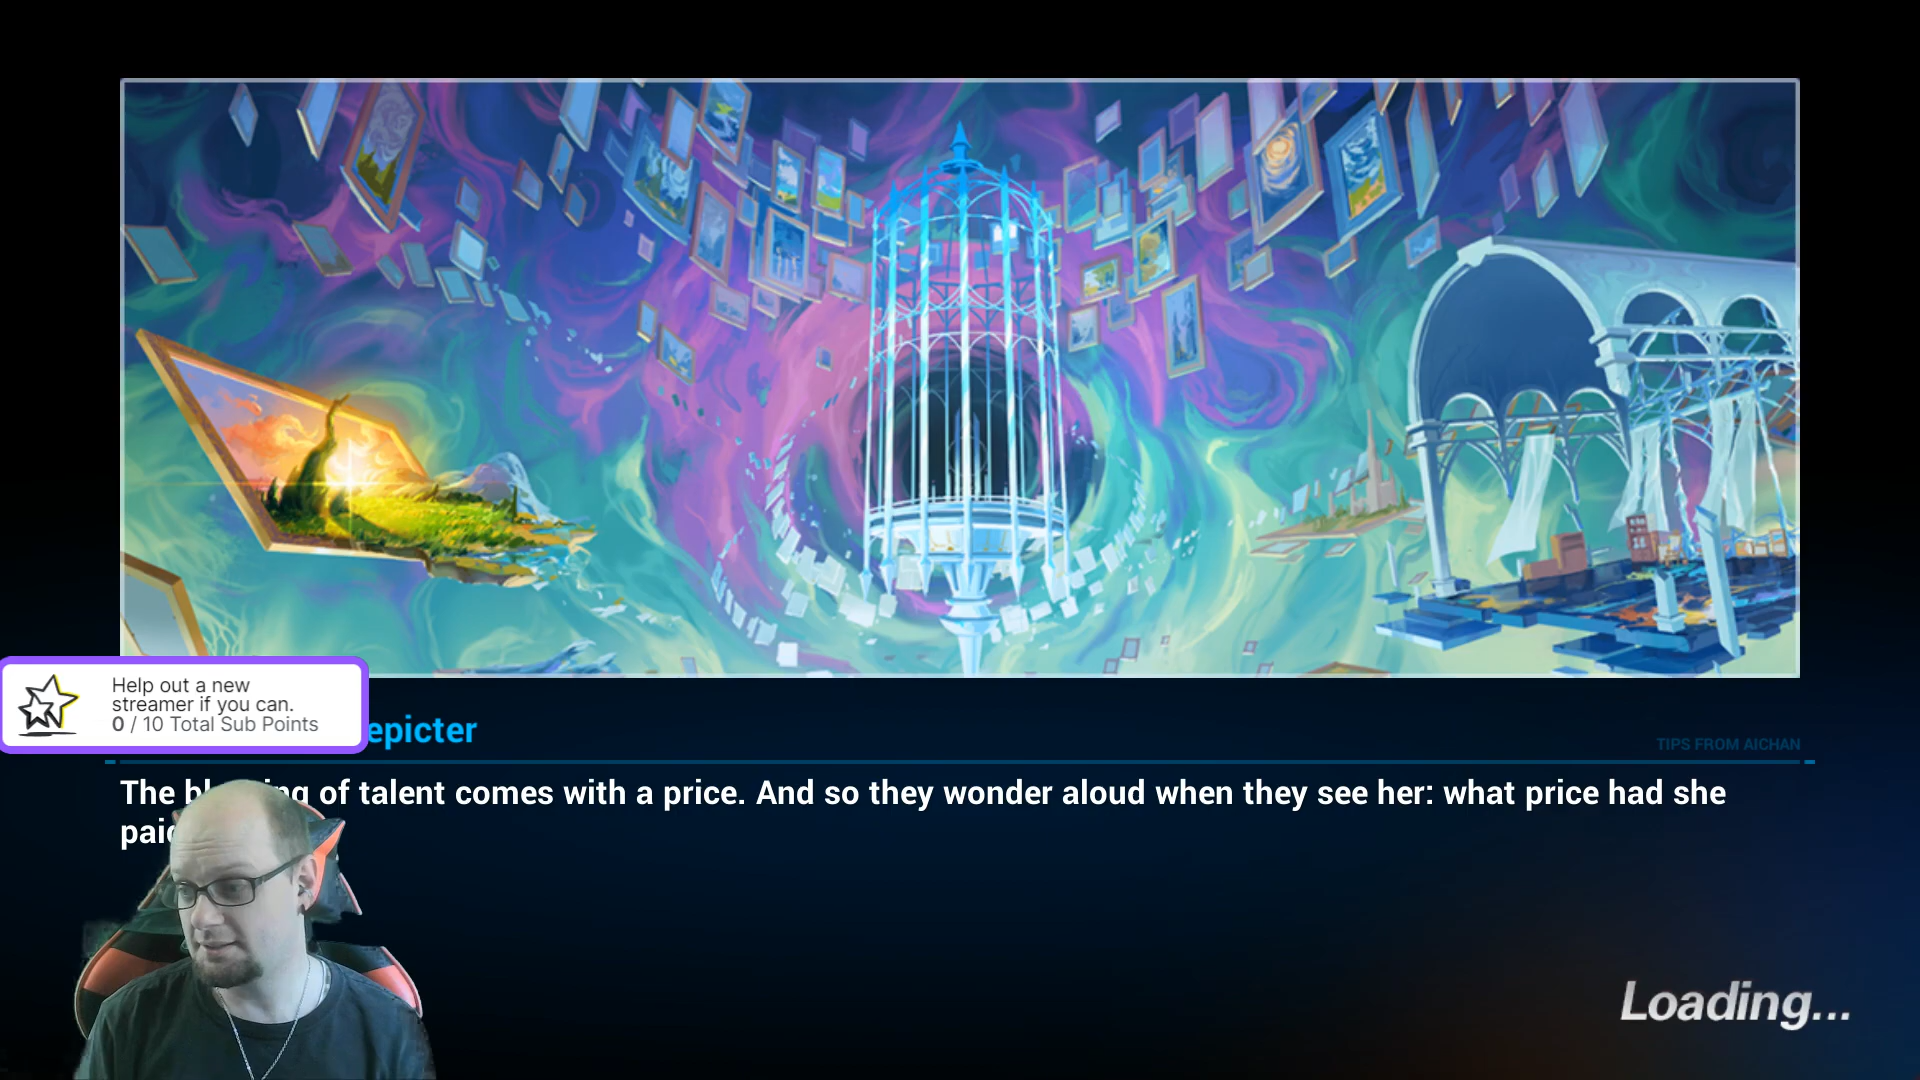 Help out a new
streamer if you can.
0 / 10 Total Sub Points
epicter
TIPS FROM AICHAN
The of talent comes with a price. And so they wonder aloud when they see her: what price had she
Loading...